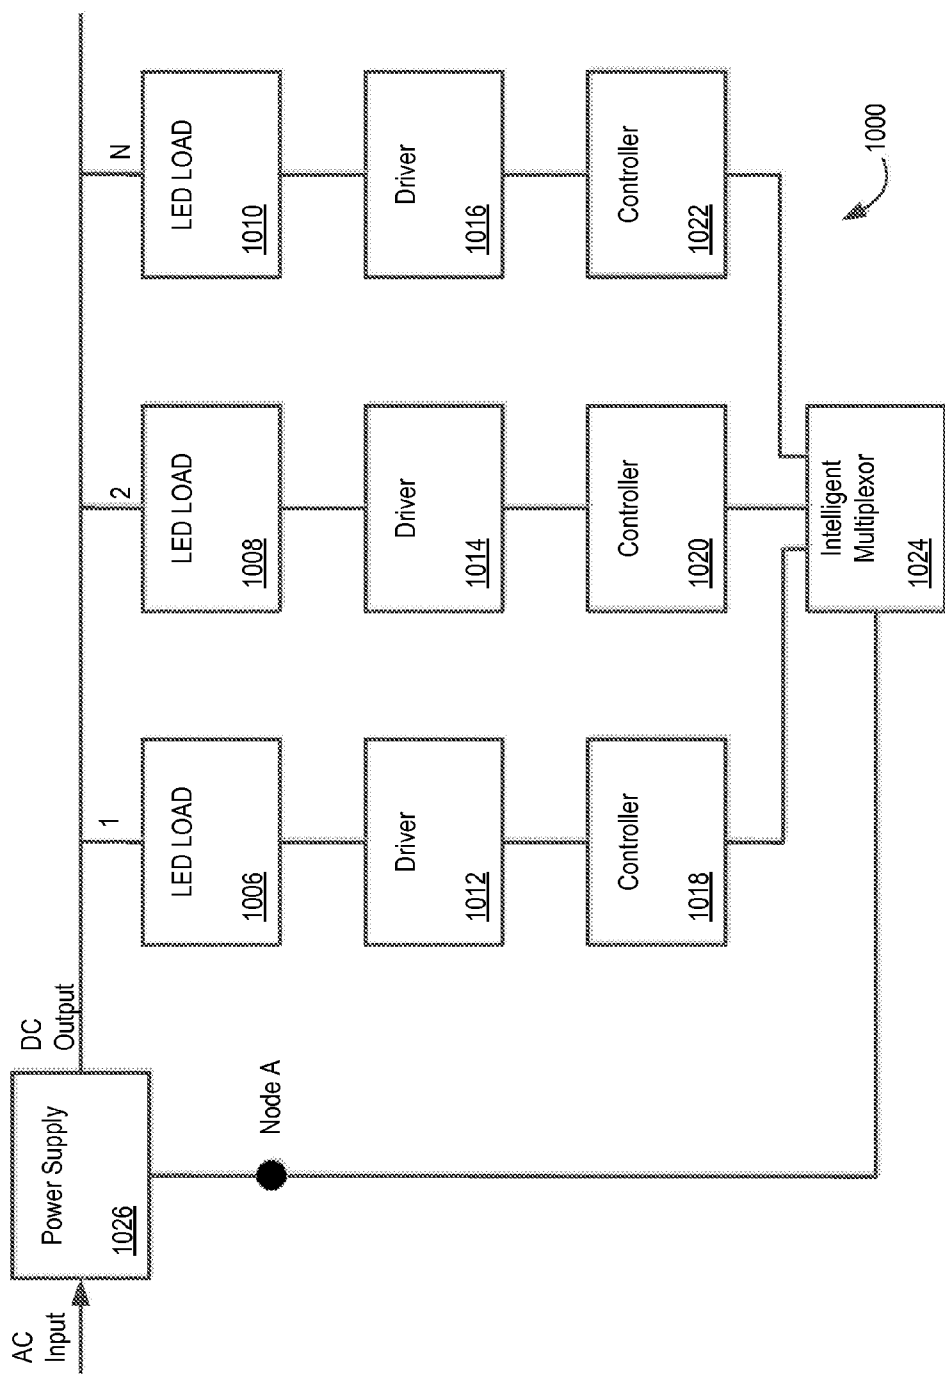 AC
Input
Power Supply
1026
DC
Output
Node A
1
LED LOAD
1006
Driver
1012
Controller
1018
2
LED LOAD
1008
Driver
1014
Controller
1020
N
LED LOAD
1010
Driver
1016
Controller
1022
Intelligent
Multiplexor
1024
1000